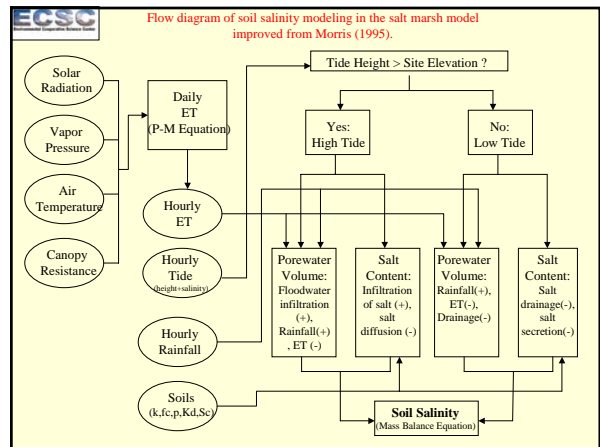 ECSC
Environmental Cooperative Science Center
Flow diagram of soil salinity modeling in the salt marsh model
improved from Morris (1995).
Solar
Radiation
Vapor
Pressure
Air
Temperature
Canopy
Resistance
Daily
ET
(P-M Equation)
Hourly
ET
Hourly
Tide
(height+salinity)
Hourly
Rainfall
Soils
(k,fc,p,Kd,Sc)
Tide Height > Site Elevation ?
Yes:
High Tide
No:
Low Tide
Porewater
Volume:
Floodwater
infiltration
(+),
Rainfall(+)
, ET (-)
Salt
Content:
Infiltration
of salt (+),
salt
diffusion (-)
Porewater
Volume:
Rainfall(+),
ET(-),
Drainage(-)
Salt
Content:
Salt
drainage(-),
salt
secretion(-)
Soil Salinity
(Mass Balance Equation)